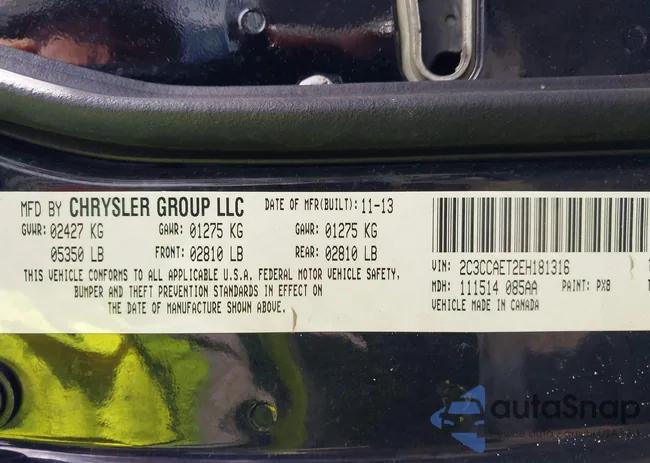 MFD BY CHRYSLER GROUP LLC DATE OF MFR(BUILT): 11-13
GVWR: 02427 KG GAWR: 01275 KG GAWR: 01275 KG
05350 LB FRONT: 02810 LB REAR: 02810 LB
THIS VEHICLE CONFORMS TO ALL APPLICABLE U.S.A. FEDERAL MOTOR VEHICLE SAFETY,
BUMPER AND THEFT PREVENTION STANDARDS IN EFFECT ON
THE DATE OF MANUFACTURE SHOWN ABOVE.
VIN: 2C3CCAET2EH181316
MDH: 111514 085AA PAINT: PX8
VEHICLE MADE IN CANADA
autoSnap